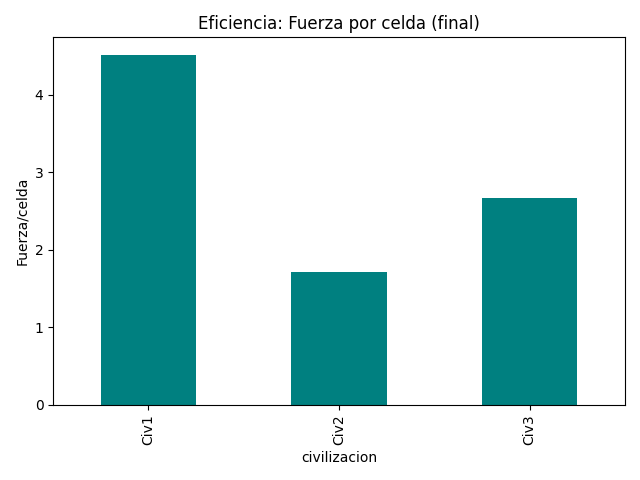 Eficiencia: Fuerza por celda (final)
Fuerza/celda
4
3
2
1
0
Civ1
Civ2
Civ3
civilizacion